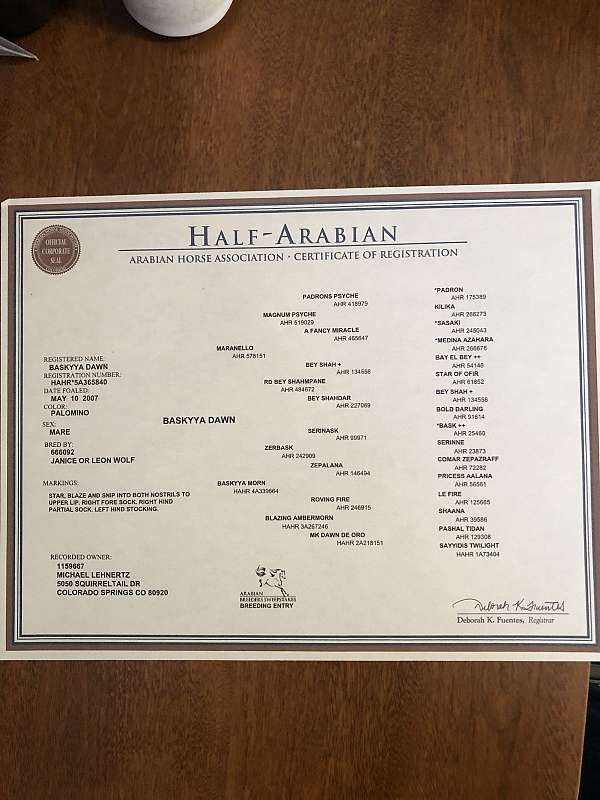 OFFICIAL
CORPORATE
SEAL
HALF-ARABIAN
ARABIAN HORSE ASSOCIATION · CERTIFICATE OF REGISTRATION
REGISTERED NAME:
BASKYYA DAWN
REGISTRATION NUMBER:
HAHR*5A365840
DATE FOALED:
MAY 10 2007
COLOR:
PALOMINO
SEX:
MARE
BRED BY:
666092
JANICE OR LEON WOLF
MARKINGS:
STAR, BLAZE AND SNIP INTO BOTH NOSTRILS TO
UPPER LIP. RIGHT FORE SOCK. RIGHT HIND
PARTIAL SOCK. LEFT HIND STOCKING.
RECORDED OWNER:
1159667
MICHAEL LEHNERTZ
5050 SQUIRRELTAIL DR
COLORADO SPRINGS CO 80920
BASKYYA DAWN
MARANELLO
AHR 578151
BASKYYA MORN
HAHR 4A339664
MAGNUM PSYCHE
AHR 519029
RD BEY SHAHMPANE
AHR 484672
ZERBASK
AHR 242909
BLAZING AMBERMORN
HAHR 3A267246
PADRONS PSYCHE
AHR 418979
A FANCY MIRACLE
AHR 465647
BEY SHAH +
AHR 134556
BEY SHAHDAR
AHR 227069
SERINASK
AHR 99971
ZEPALANA
AHR 146494
ROVING FIRE
AHR 246915
MK DAWN DE ORO
HAHR 2A218151
*PADRON
AHR 175389
KILIKA
AHR 266273
*SASAKI
AHR 245043
*MEDINA AZAHARA
AHR 266676
BAY EL BEY ++
AHR 54146
STAR OF OFIR
AHR 61852
BEY SHAH +
AHR 134556
BOLD DARLING
AHR 91614
*BASK ++
AHR 25460
SERINNE
AHR 23873
COMAR ZEPAZRAFF
AHR 72282
PRICESS AALANA
AHR 56561
LE FIRE
AHR 125665
SHAANA
AHR 39586
PASHAL TIDAN
AHR 129308
SAYYIDIS TWILIGHT
HAHR 1A73404
ARABIAN
BREEDERS SWEEPSTAKES
BREEDING ENTRY
Deborah K. Fuentes
Deborah K. Fuentes, Registrar